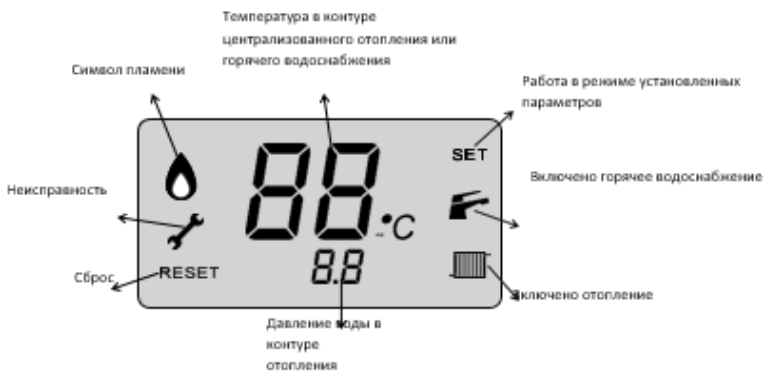 Температура в контуре
централизованного отопления или
горячего водоснабжения
Символ пламени
Работа в режиме установленных
параметров
SET
88
°C
Включено горячее водоснабжение
Неисправность
8.8
RESET
Сброс
Включено отопление
Давление воды в
контуре
отопления